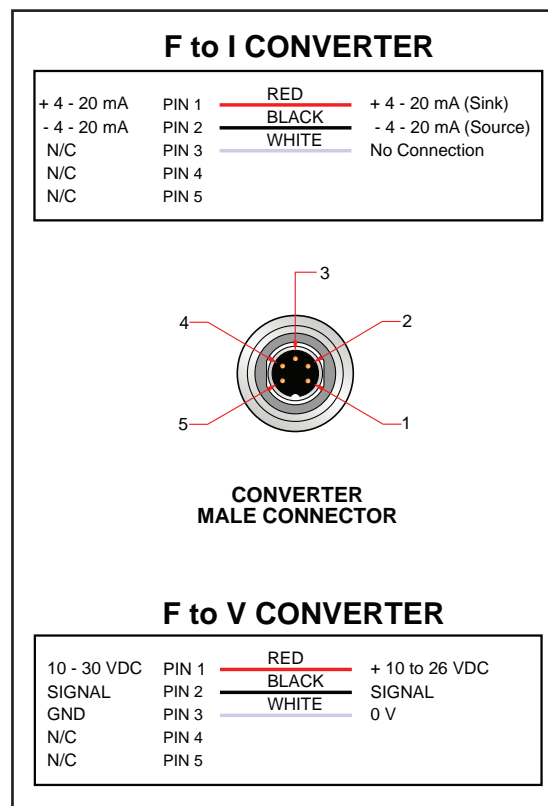 F to I CONVERTER
+ 4 - 20 mA PIN 1 RED + 4 - 20 mA (Sink)
- 4 - 20 mA PIN 2 BLACK - 4 - 20 mA (Source)
N/C PIN 3 WHITE No Connection
N/C PIN 4
N/C PIN 5
3
4 2
5 1
CONVERTER
MALE CONNECTOR
F to V CONVERTER
10 - 30 VDC PIN 1 RED + 10 to 26 VDC
SIGNAL PIN 2 BLACK SIGNAL
GND PIN 3 WHITE 0 V
N/C PIN 4
N/C PIN 5